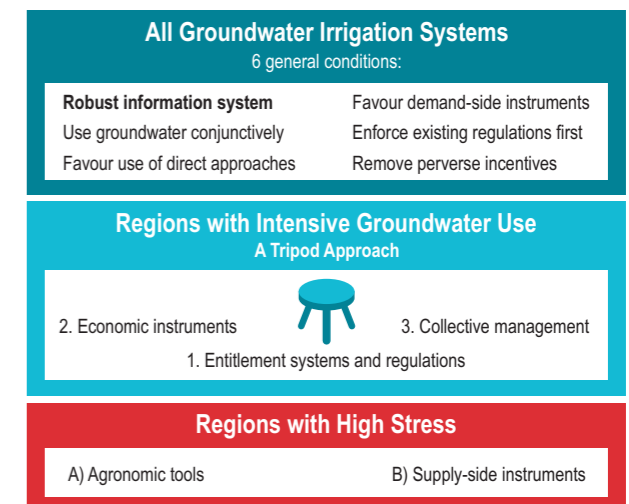 All Groundwater Irrigation Systems
6 general conditions:
Robust information system
Favour demand-side instruments
Use groundwater conjunctively
Enforce existing regulations first
Favour use of direct approaches
Remove perverse incentives
Regions with Intensive Groundwater Use
A Tripod Approach
2. Economic instruments
3. Collective management
1. Entitlement systems and regulations
Regions with High Stress
A) Agronomic tools
B) Supply-side instruments